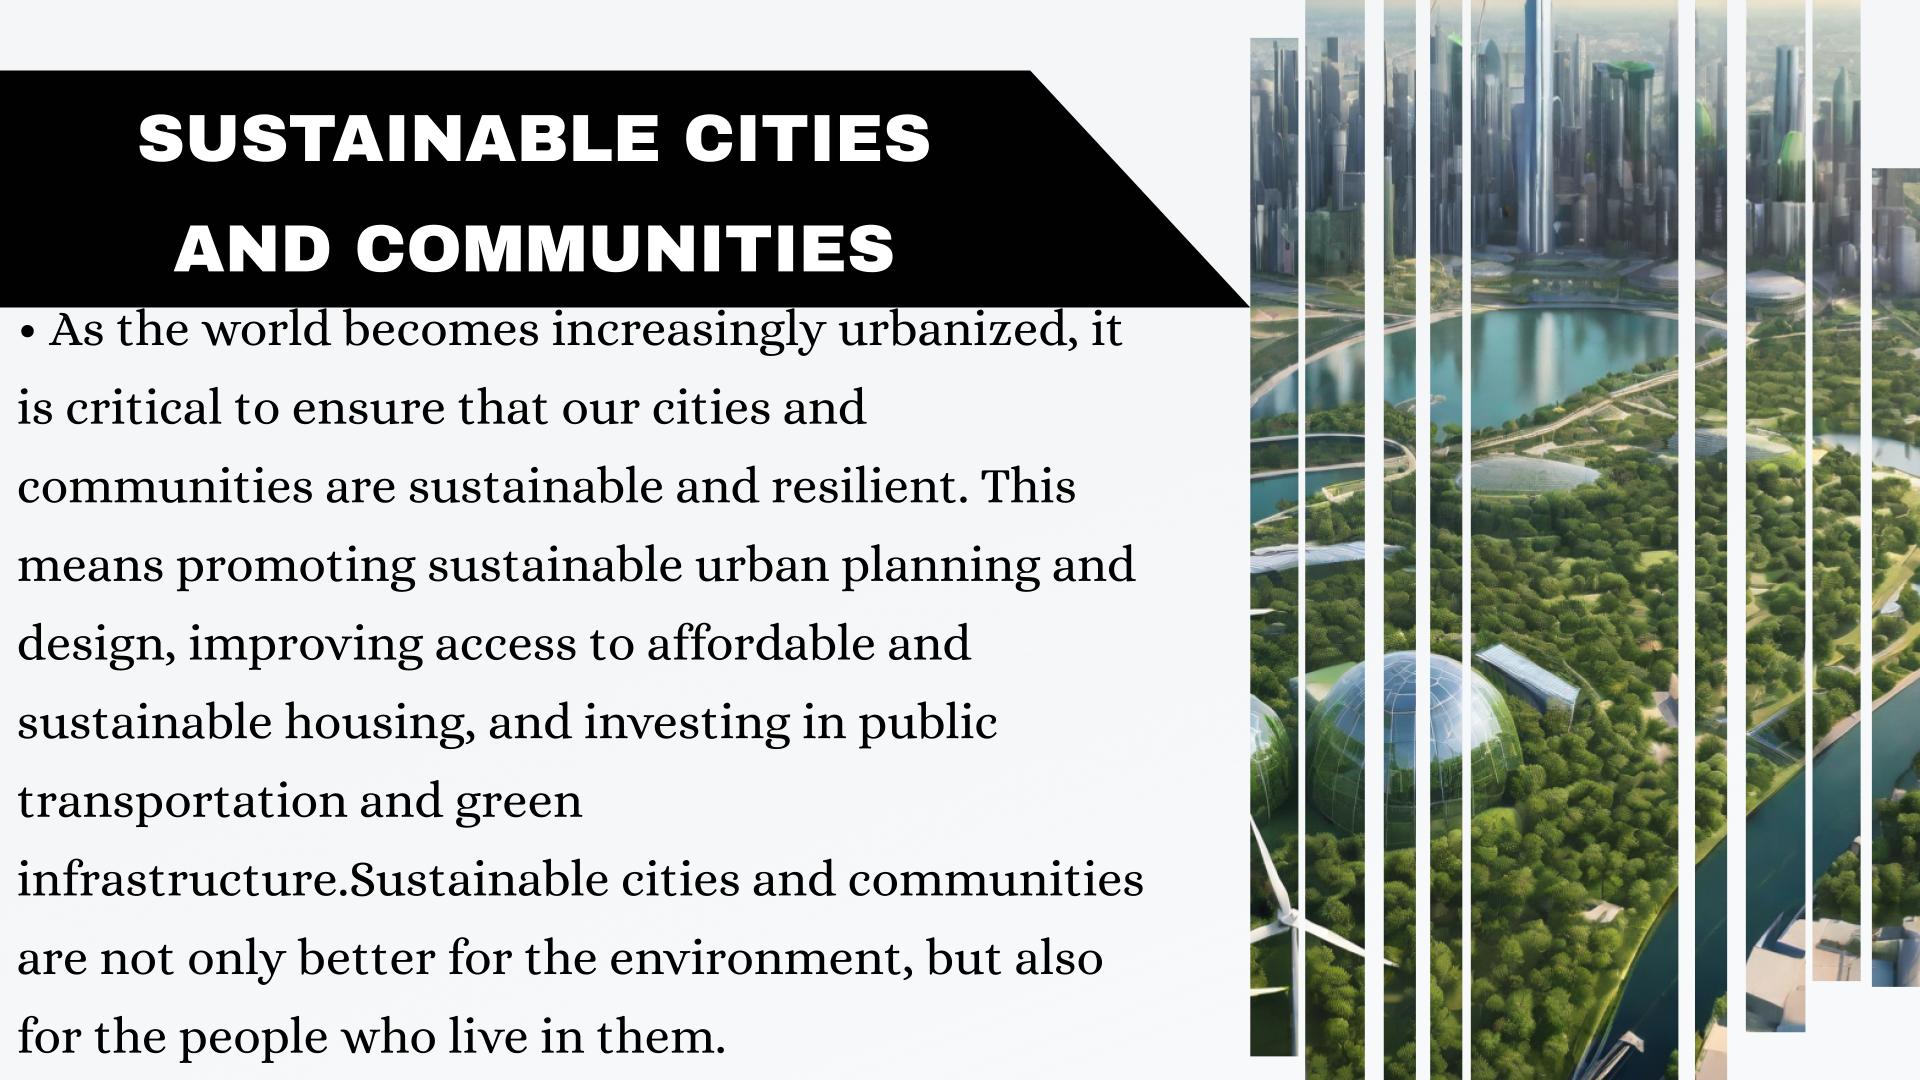 SUSTAINABLE CITIES
AND COMMUNITIES
• As the world becomes increasingly urbanized, it
is critical to ensure that our cities and
communities are sustainable and resilient. This
means promoting sustainable urban planning and
design, improving access to affordable and
sustainable housing, and investing in public
transportation and green
infrastructure.Sustainable cities and communities
are not only better for the environment, but also
for the people who live in them.